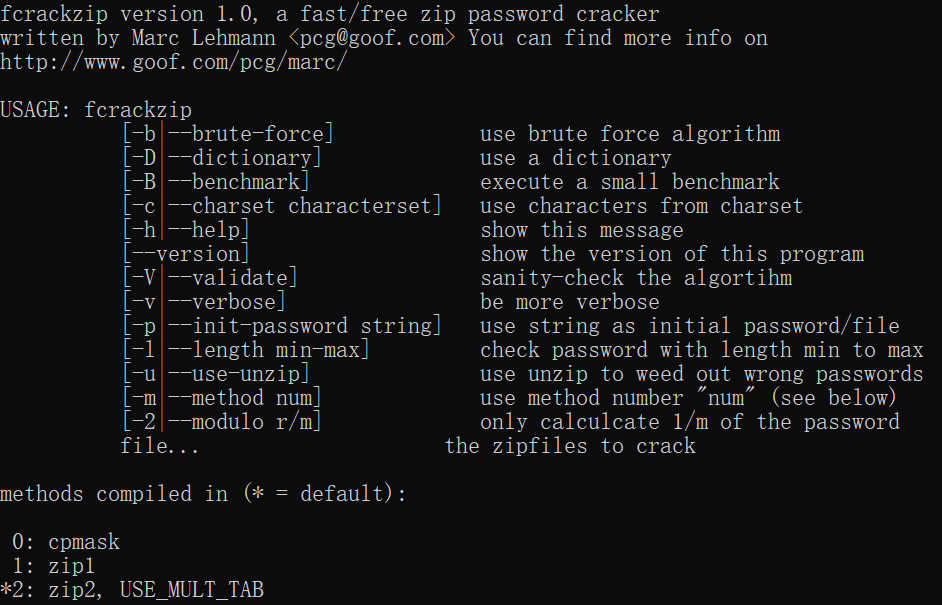 fcrackzip version 1.0, a fast/free zip password cracker
written by Marc Lehmann <pcg@goof.com> You can find more info on
http://www.goof.com/pcg/marc/
USAGE: fcrackzip
[-b|--brute-force] use brute force algorithm
[-D|--dictionary] use a dictionary
[-B|--benchmark] execute a small benchmark
[-c|--charset characterset] use characters from charset
[-h|--help] show this message
[--version] show the version of this program
[-V|--validate] sanity-check the algortihm
[-v|--verbose] be more verbose
[-p|--init-password string] use string as initial password/file
[-l|--length min-max] check password with length min to max
[-u|--use-unzip] use unzip to weed out wrong passwords
[-m|--method num] use method number "num" (see below)
[-2|--modulo r/m] only calculcate 1/m of the password
file... the zipfiles to crack
methods compiled in (* = default):
0: cpmask
1: zip1
*2: zip2, USE_MULT_TAB